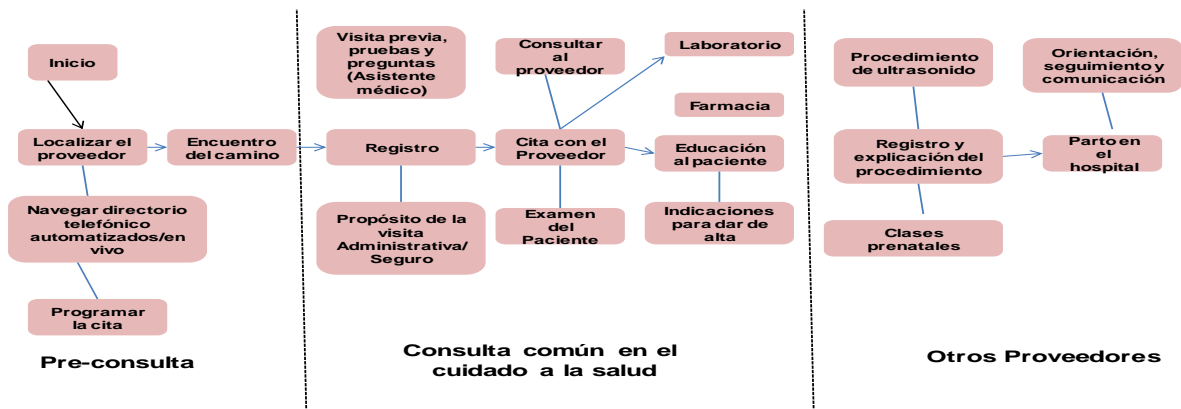 Inicio
Localizar el
proveedor
Encuentro
del camino
Navegar directorio
telefónico
automatizados/en
vivo
Programar
la cita
Pre-consulta
Visita previa,
pruebas y
preguntas
(Asistente
médico)
Consultar
al
proveedor
Laboratorio
Farmacia
Registro
Cita con el
Proveedor
Educación
al paciente
Propósito de la
visita
Administrativa/
Seguro
Examen
del
Paciente
Indicaciones
para dar de
alta
Consulta común en el
cuidado a la salud
Procedimiento
de ultrasonido
Orientación,
seguimiento y
comunicación
Registro y
explicación del
procedimiento
Parto en
el
hospital
Clases
prenatales
Otros Proveedores